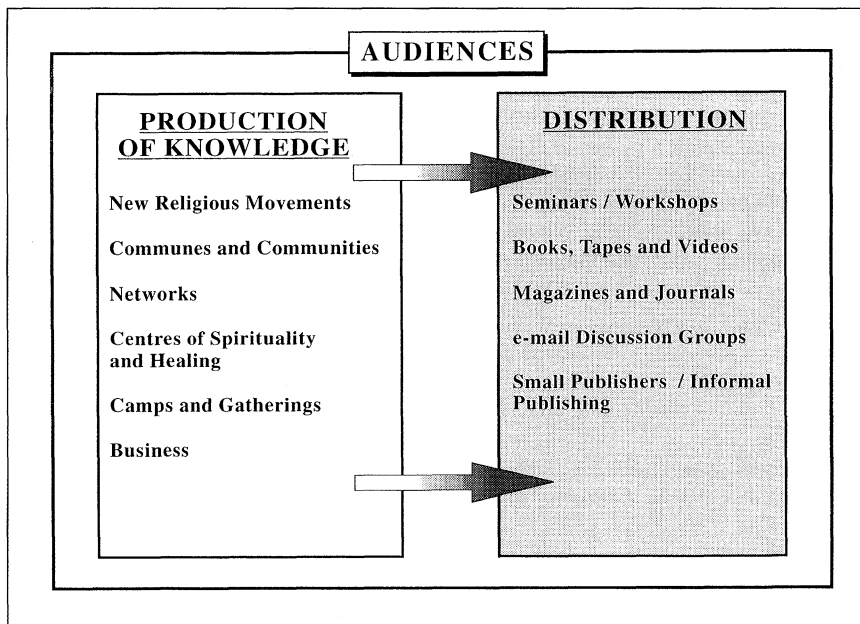 AUDIENCES
PRODUCTION
OF KNOWLEDGE
New Religious Movements
Communes and Communities
Networks
Centres of Spirituality
and Healing
Camps and Gatherings
Business
DISTRIBUTION
Seminars / Workshops
Books, Tapes and Videos
Magazines and Journals
e-mail Discussion Groups
Small Publishers / Informal
Publishing